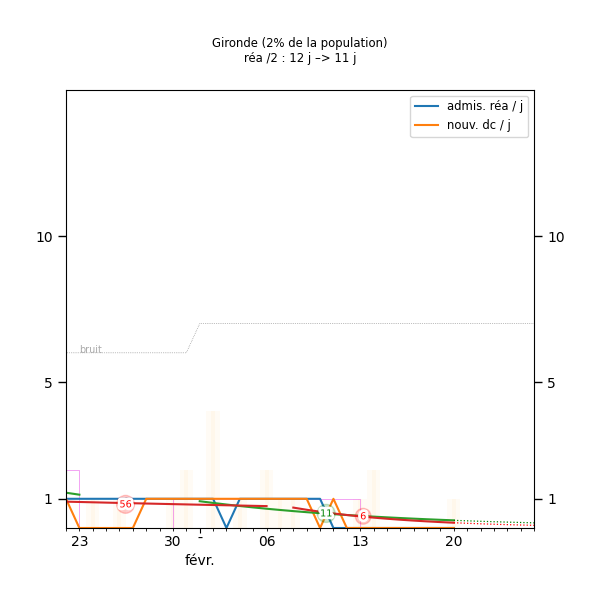 Gironde (2% de la population)
réa /2 : 12 j –> 11 j
admis. réa / j
nouv. dc / j
10
10
bruit
5
5
1
1
56
11
6
23
30
-
06
13
20
févr.